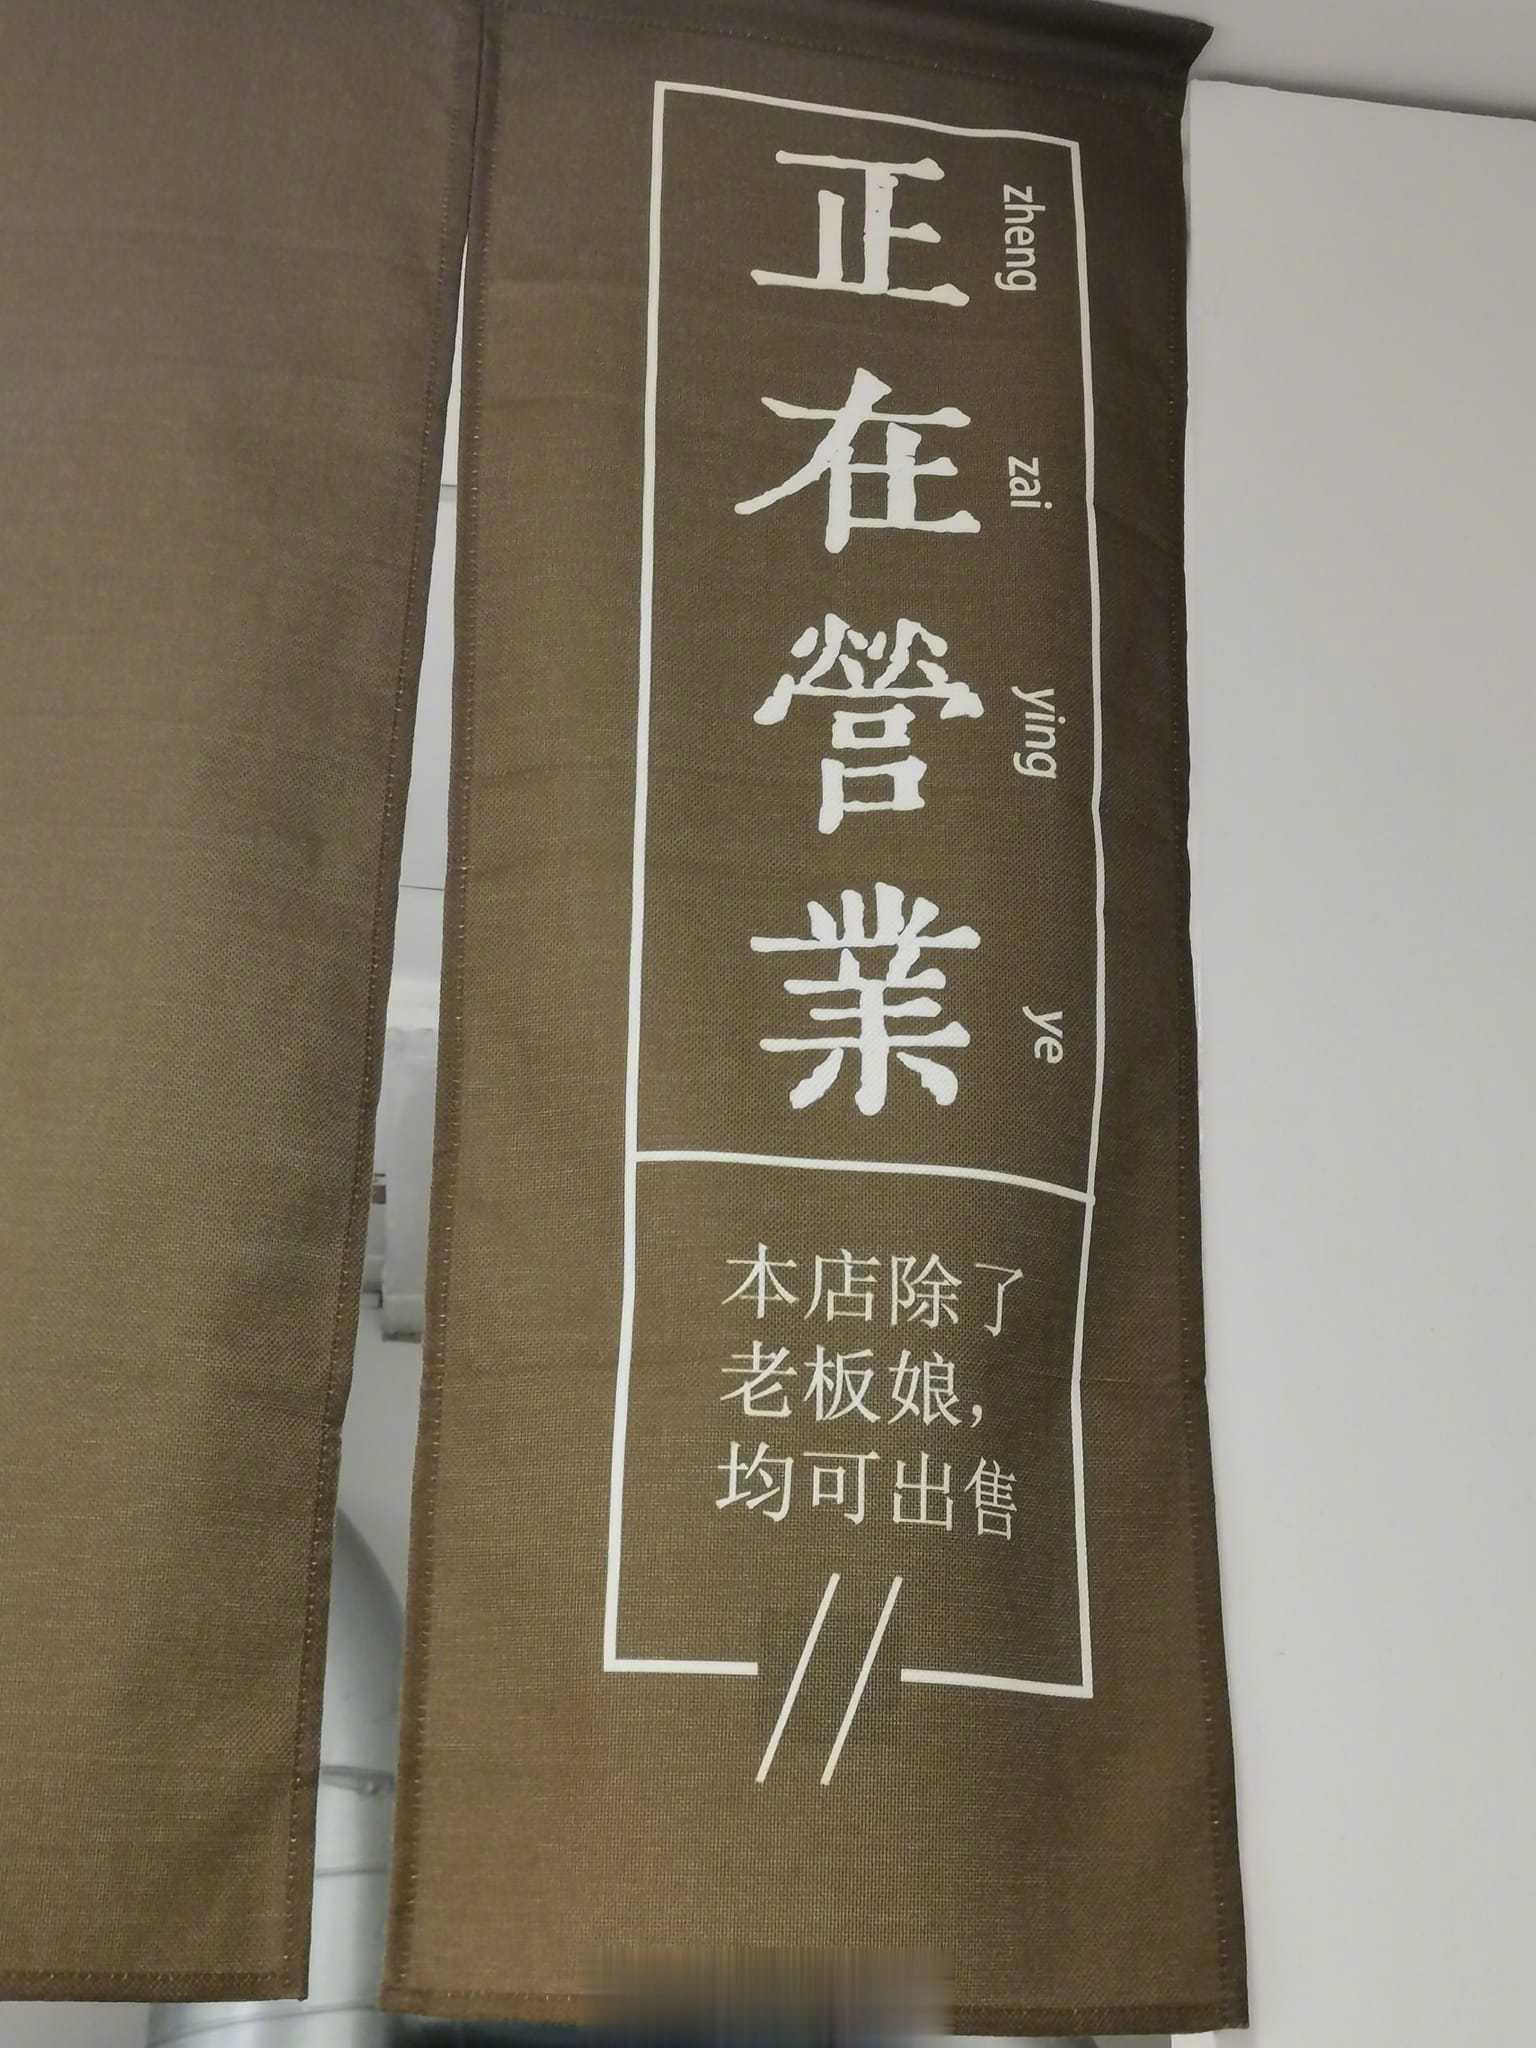 正在營業
zheng zai ying ye
本店除了
老板娘，
均可出售